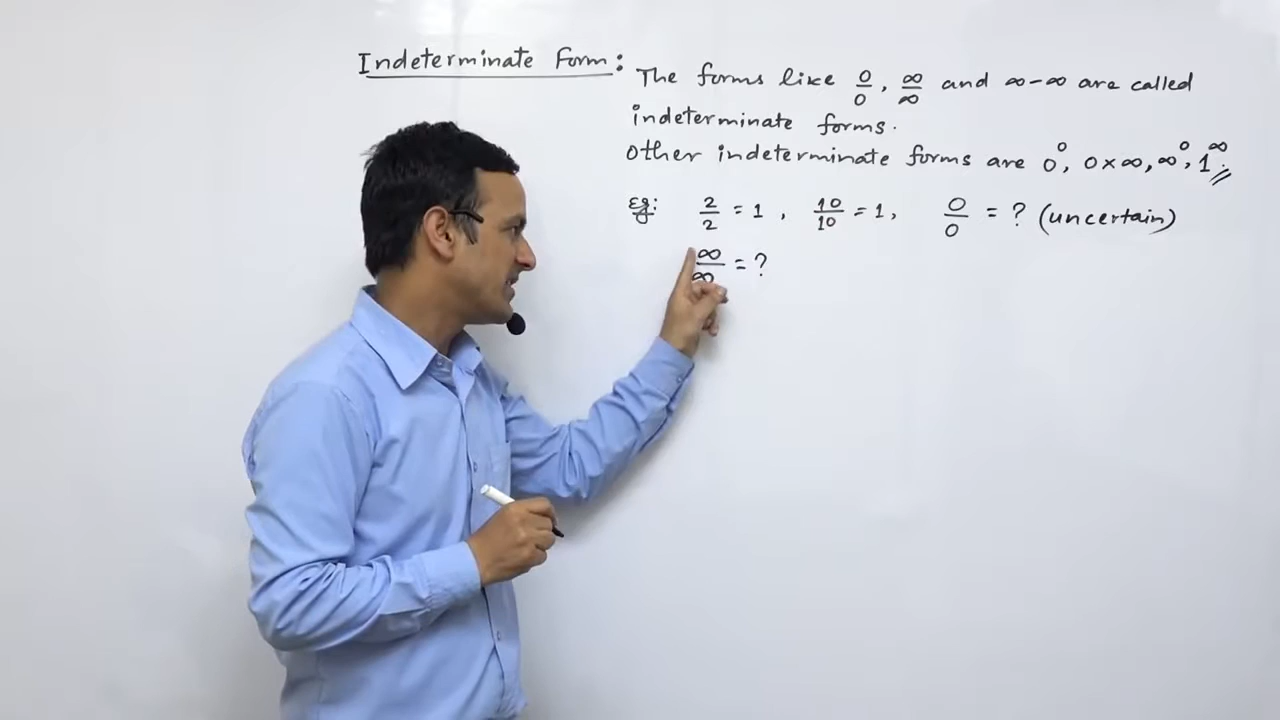 Indeterminate Form:
The forms like 0/0, ∞/∞ and ∞-∞ are called
indeterminate forms.
Other indeterminate forms are 0⁰, 0×∞, ∞⁰, 1^∞.
Eg: 2/2 = 1, 10/10 = 1, 0/0 = ? (uncertain)
∞/∞ = ?